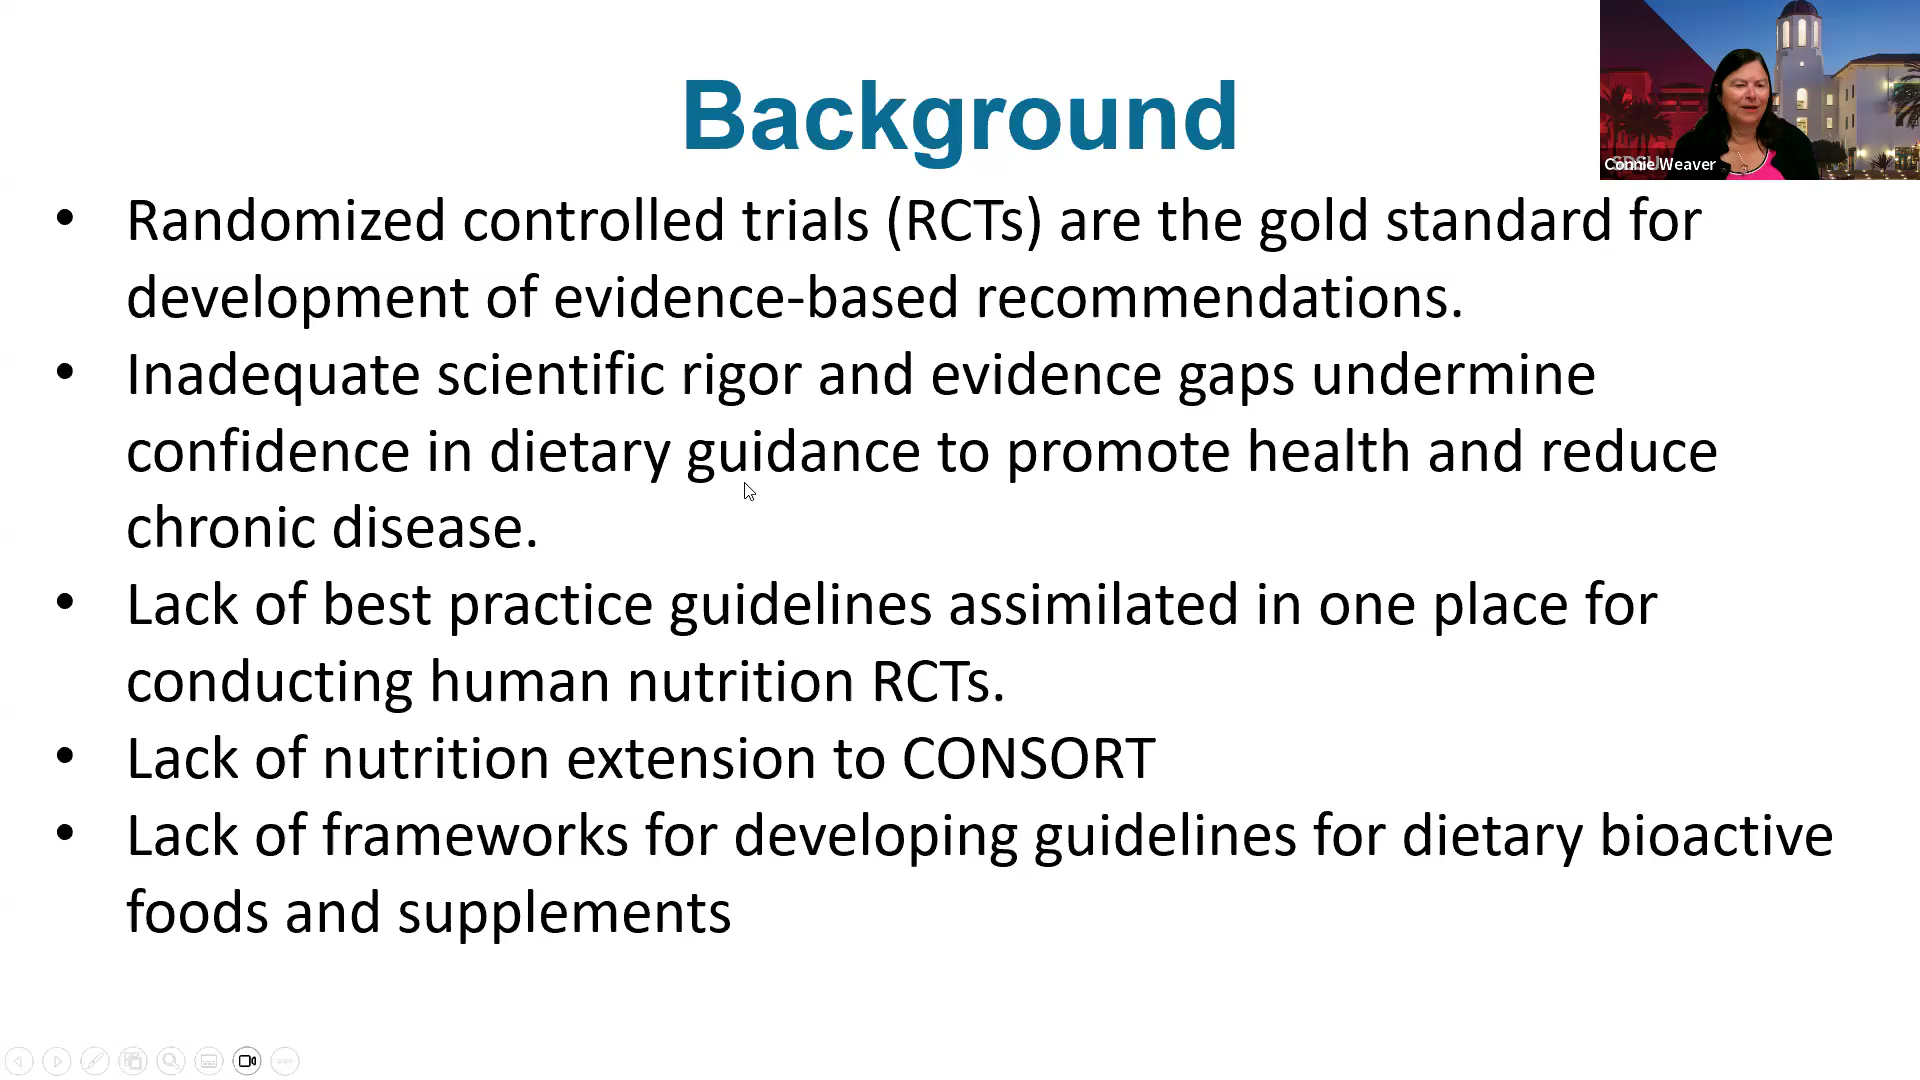 Background
Connie Weaver
• Randomized controlled trials (RCTs) are the gold standard for
development of evidence-based recommendations.
• Inadequate scientific rigor and evidence gaps undermine
confidence in dietary guidance to promote health and reduce
chronic disease.
• Lack of best practice guidelines assimilated in one place for
conducting human nutrition RCTs.
• Lack of nutrition extension to CONSORT
• Lack of frameworks for developing guidelines for dietary bioactive
foods and supplements